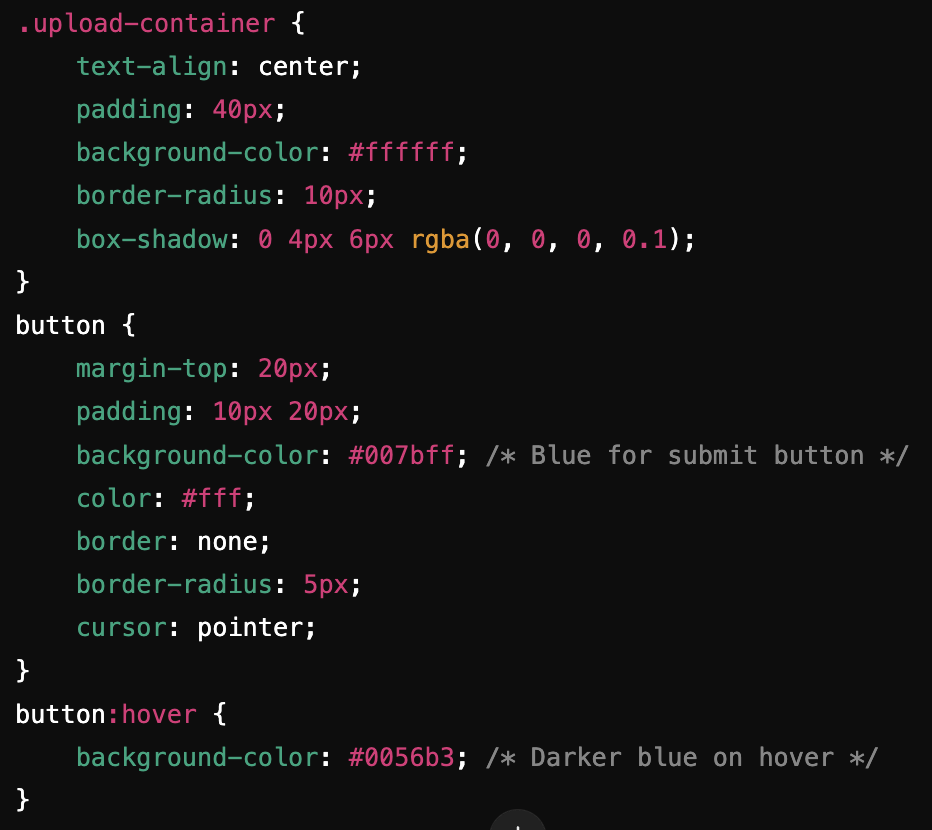 .upload-container {
    text-align: center;
    padding: 40px;
    background-color: #ffffff;
    border-radius: 10px;
    box-shadow: 0 4px 6px rgba(0, 0, 0, 0.1);
}
button {
    margin-top: 20px;
    padding: 10px 20px;
    background-color: #007bff; /* Blue for submit button */
    color: #fff;
    border: none;
    border-radius: 5px;
    cursor: pointer;
}
button:hover {
    background-color: #0056b3; /* Darker blue on hover */
}